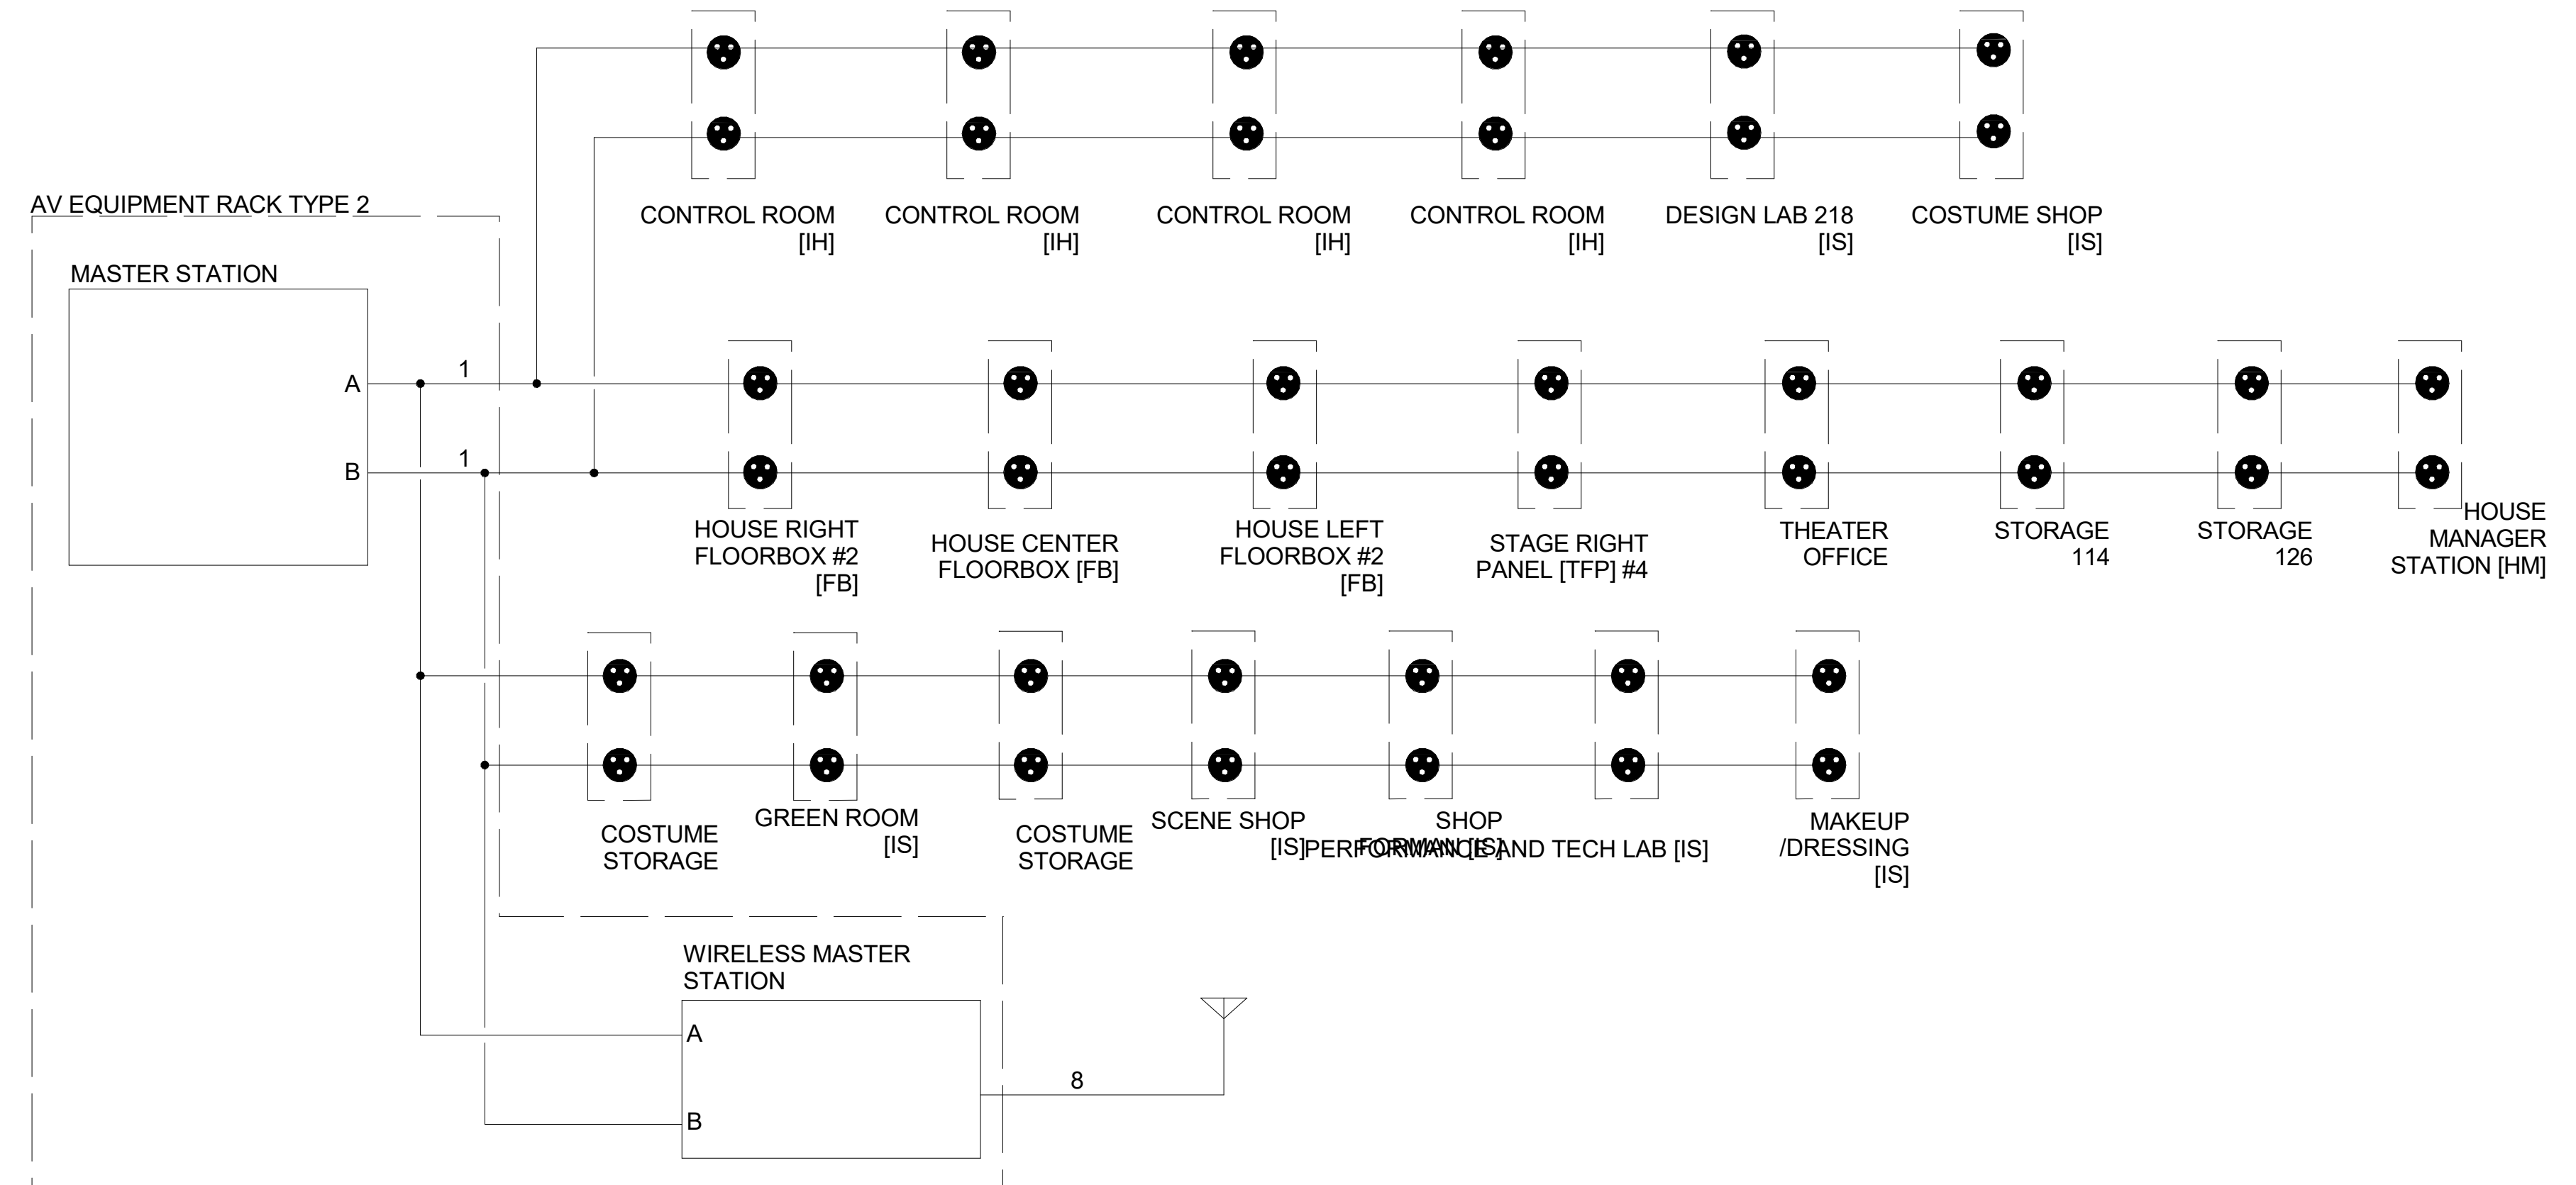 CONTROL ROOM
[IH]
CONTROL ROOM
[IH]
CONTROL ROOM
[IH]
CONTROL ROOM
[IH]
DESIGN LAB 218
[IS]
COSTUME SHOP
[IS]
AV EQUIPMENT RACK TYPE 2
MASTER STATION
A
1
B
1
HOUSE RIGHT
FLOORBOX #2
[FB]
HOUSE CENTER
FLOORBOX [FB]
HOUSE LEFT
FLOORBOX #2
[FB]
STAGE RIGHT
PANEL [TFP] #4
THEATER
OFFICE
STORAGE
114
STORAGE
126
HOUSE
MANAGER
STATION [HM]
COSTUME
STORAGE
GREEN ROOM
[IS]
COSTUME
STORAGE
SCENE SHOP
[IS]
SHOP
FORMAN [IS]
PERFORMANCE AND TECH LAB [IS]
MAKEUP
/DRESSING
[IS]
WIRELESS MASTER
STATION
A
B
8